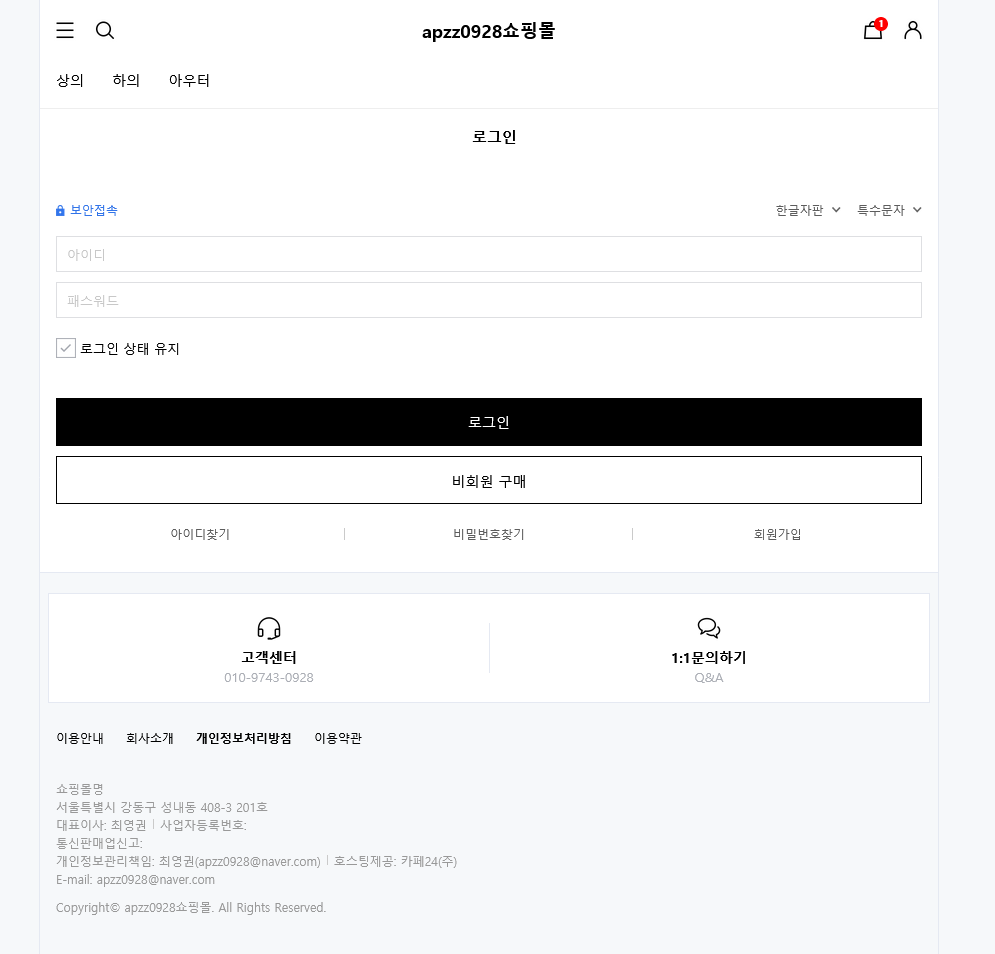 apzz0928쇼핑몰
1
상의 하의 아우터
로그인
보안접속 한글자판 특수문자
아이디
패스워드
로그인 상태 유지
로그인
비회원 구매
아이디찾기 비밀번호찾기 회원가입
고객센터 1:1문의하기
010-9743-0928 Q&A
이용안내 회사소개 개인정보처리방침 이용약관
쇼핑몰명
서울특별시 강동구 성내동 408-3 201호
대표이사: 최영권 사업자등록번호:
통신판매업신고:
개인정보관리책임: 최영권(apzz0928@naver.com) 호스팅제공: 카페24(주)
E-mail: apzz0928@naver.com
Copyright© apzz0928쇼핑몰. All Rights Reserved.